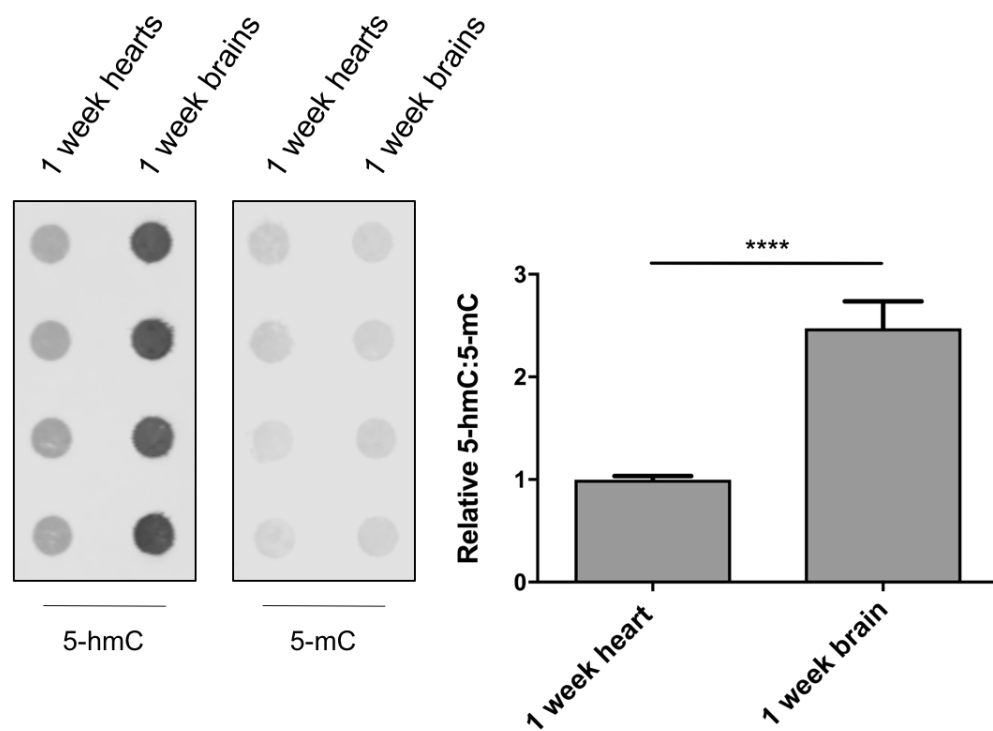 1 week hearts
1 week brains
1 week hearts
1 week brains
5-hmC
5-mC
****
Relative 5-hmC:5-mC
3
2
1
0
1 week heart
1 week brain